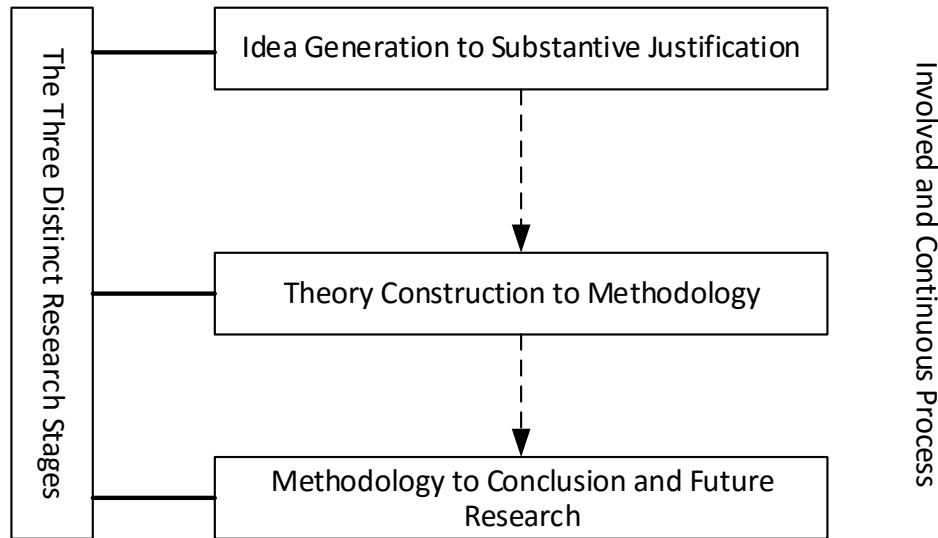 The Three Distinct Research Stages
Idea Generation to Substantive Justification
Theory Construction to Methodology
Methodology to Conclusion and Future
Research
Involved and Continuous Process